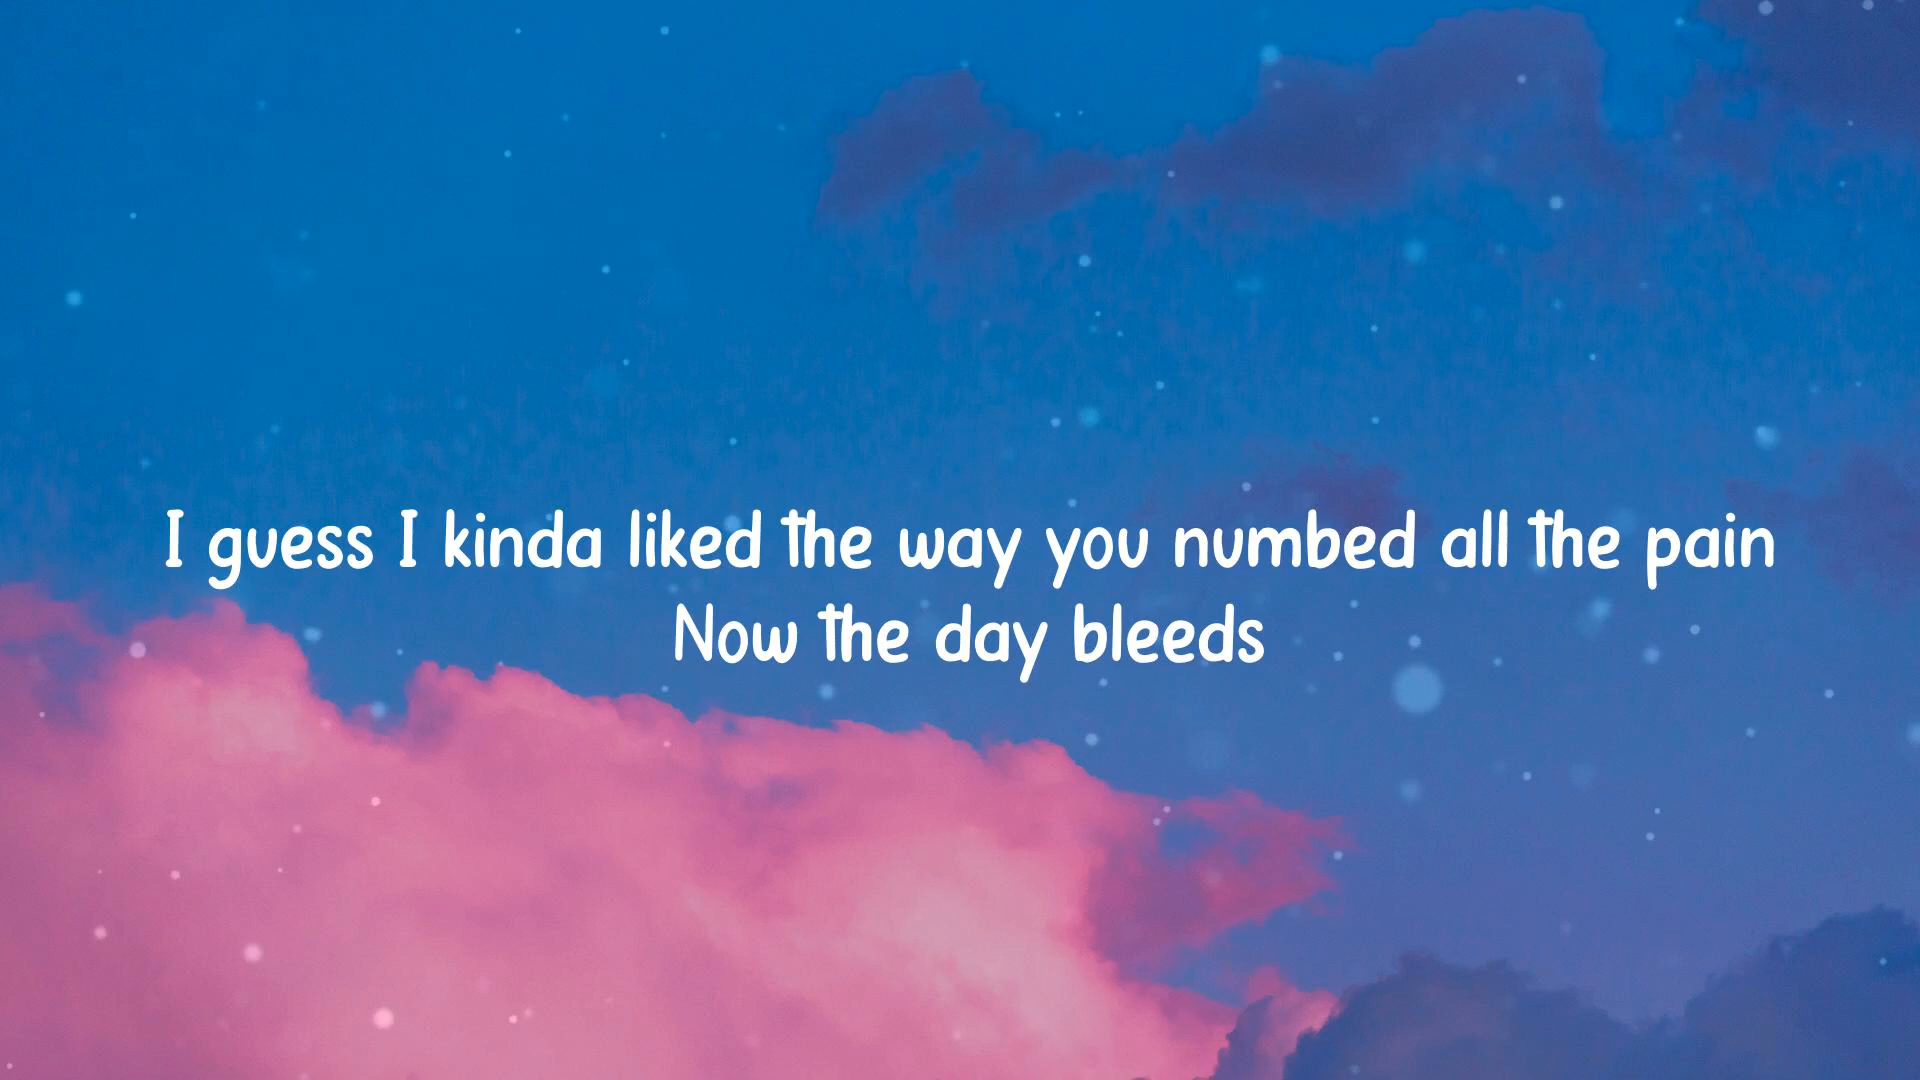 I guess I kinda liked the way you numbed all the pain
Now the day bleeds